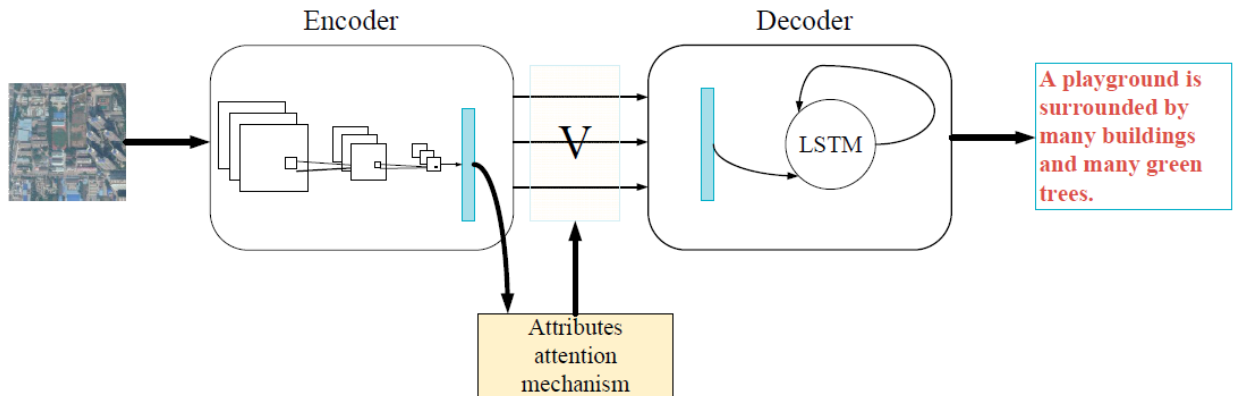 Encoder
Decoder
V
LSTM
A playground is
surrounded by
many buildings
and many green
trees.
Attributes
attention
mechanism